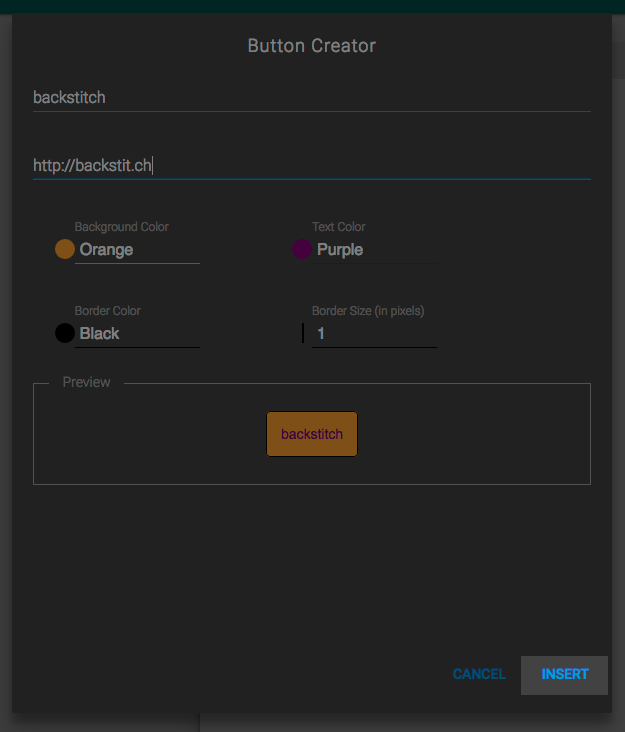 Button Creator
backstitch
http://backstit.ch
Background Color
Text Color
Orange
Purple
Border Color
Border Size (in pixels)
Black
1
Preview
backstitch
CANCEL
INSERT